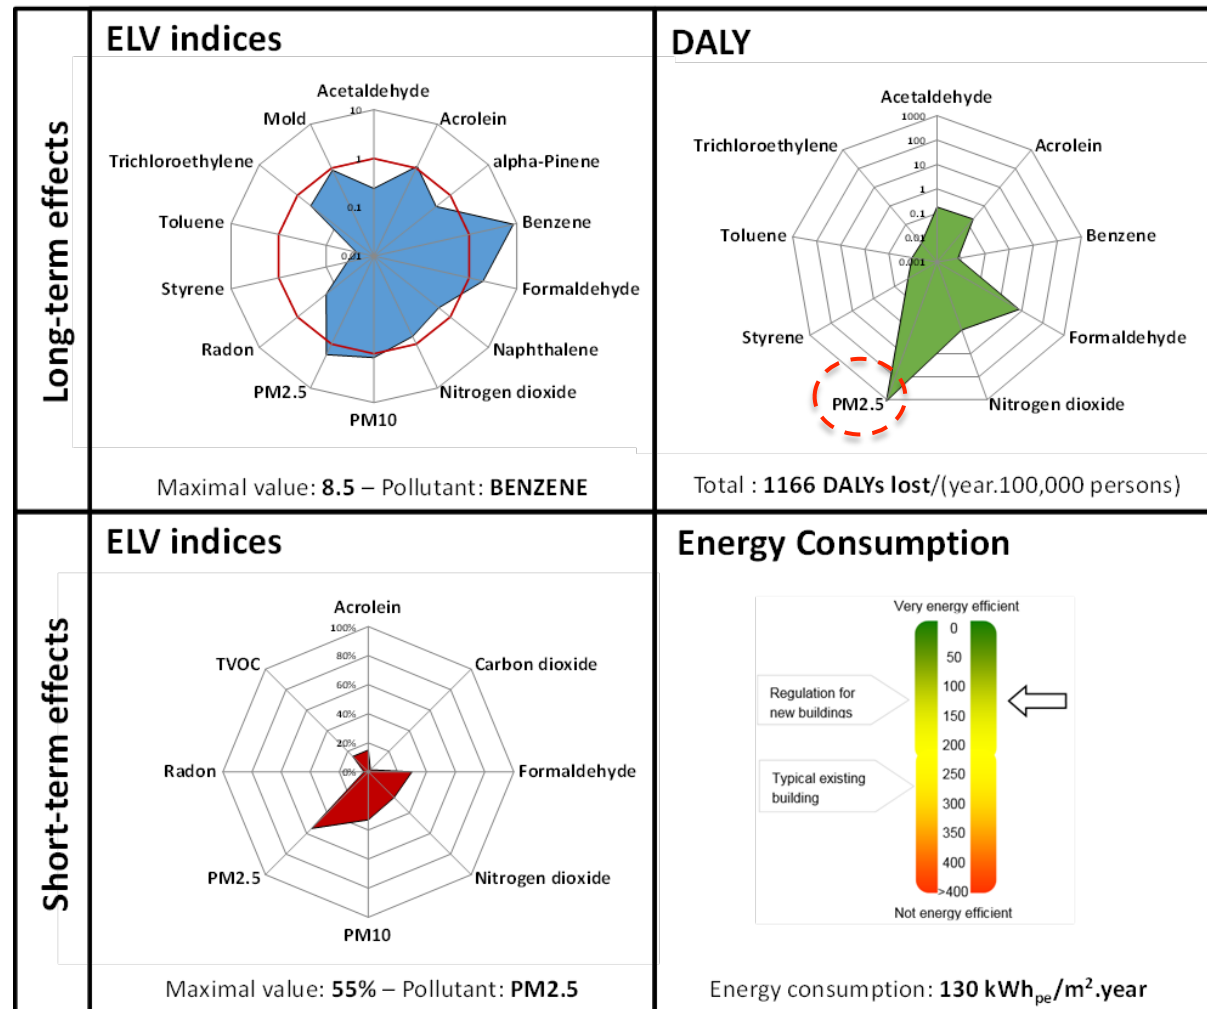 Long-term effects
ELV indices
Acetaldehyde
Acrolein
alpha-Pinene
Benzene
Formaldehyde
Naphthalene
Nitrogen dioxide
PM10
PM2.5
Radon
Styrene
Toluene
Trichloroethylene
Mold
10
1
0.1
0.01
Maximal value: 8.5 – Pollutant: BENZENE
DALY
Acetaldehyde
Acrolein
Benzene
Formaldehyde
Nitrogen dioxide
PM2.5
Styrene
Toluene
Trichloroethylene
1000
100
10
1
0.1
0.01
0.001
Total : 1166 DALYs lost/(year.100,000 persons)
Short-term effects
ELV indices
Acrolein
Carbon dioxide
Formaldehyde
Nitrogen dioxide
PM10
PM2.5
Radon
TVOC
100%
80%
60%
40%
20%
0%
Maximal value: 55% – Pollutant: PM2.5
Energy Consumption
Very energy efficient
0
50
100
150
200
250
300
350
400
>400
Not energy efficient
Regulation for
new buildings
Typical existing
building
Energy consumption: 130 kWhpe/m².year